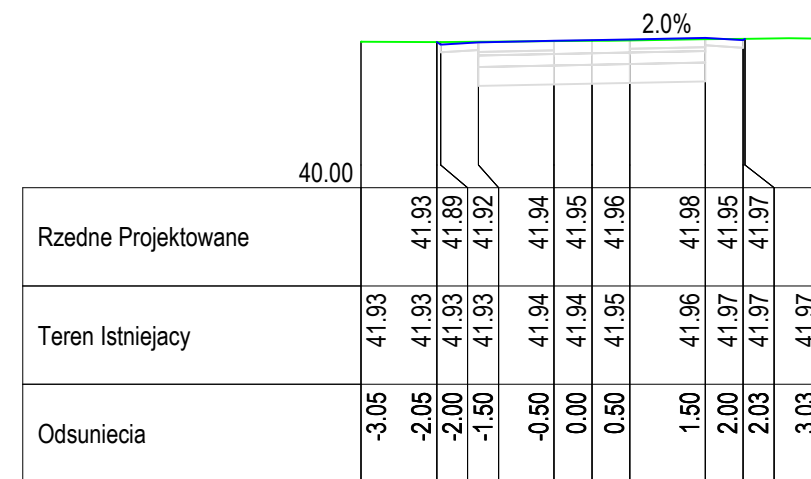 2.0%
40.00
Rzedne Projektowane 41.93 41.89 41.92 41.94 41.95 41.96 41.98 41.95 41.97
Teren Istniejacy 41.93 41.93 41.93 41.93 41.94 41.94 41.95 41.96 41.97 41.97 41.97
Odsuniecia -3.05 -2.05 -2.00 -1.50 -0.50 0.00 0.50 1.50 2.00 2.03 3.03